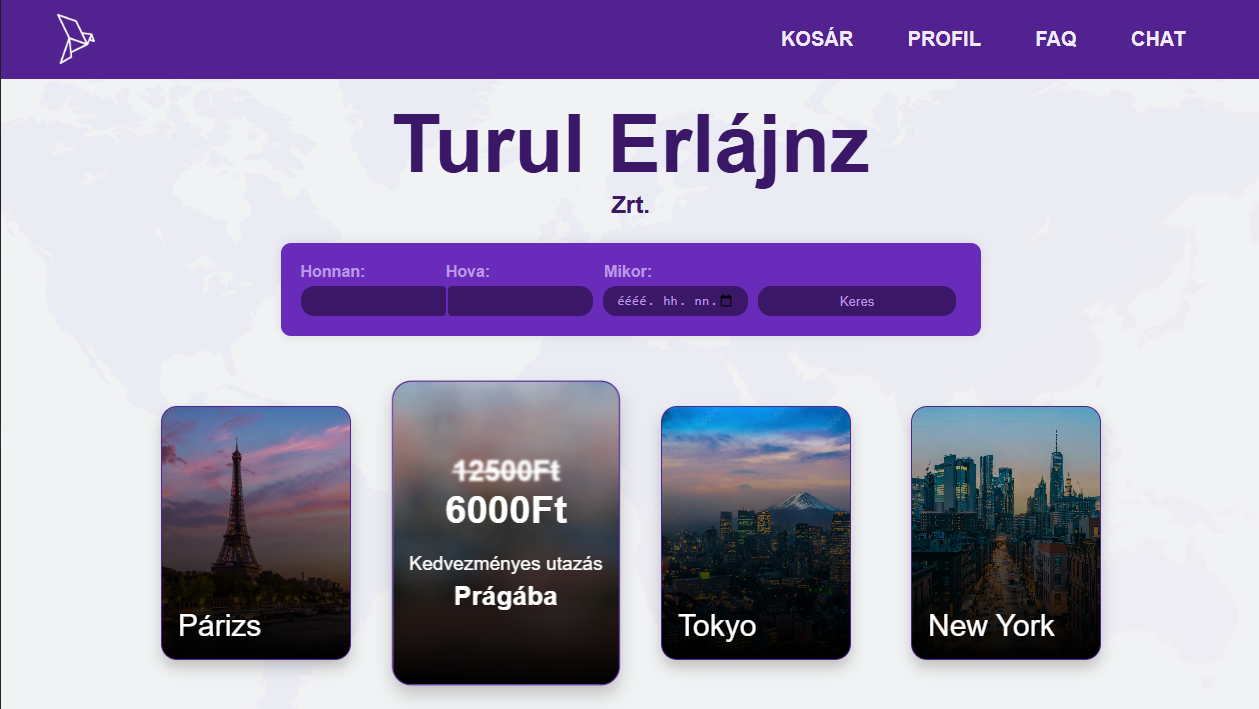 KOSÁR PROFIL FAQ CHAT
Turul Erlájnz
Zrt.
Honnan: Hova: Mikor:
éééé. hh. nn. Keres
12500Ft
6000Ft
Kedvezményes utazás
Prágába
Párizs
Tokyo
New York